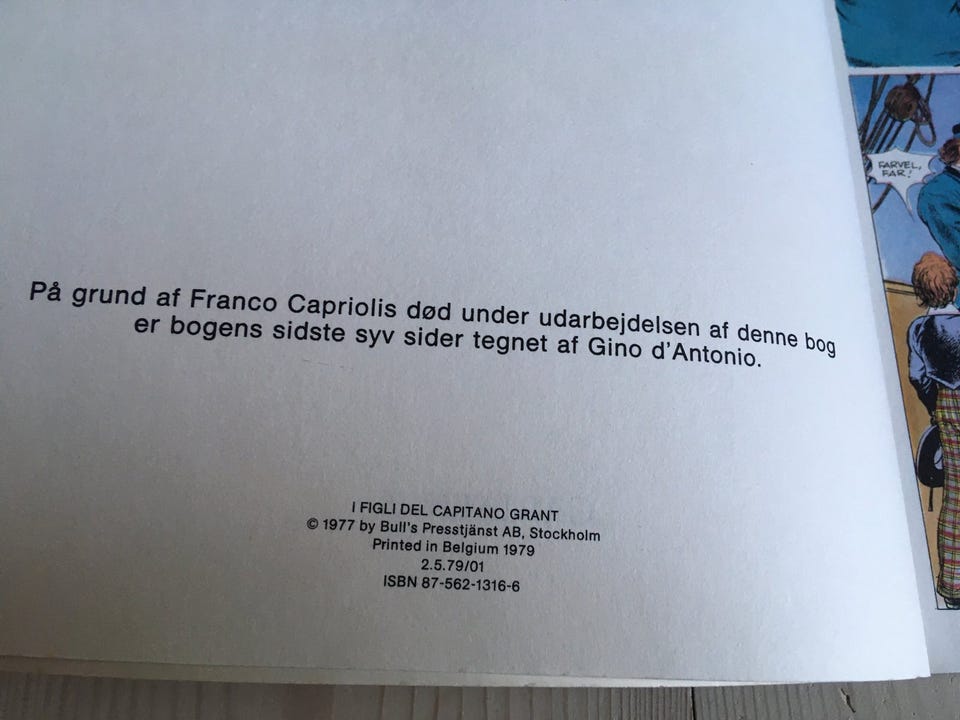 På grund af Franco Capriolis død under udarbejdelsen af denne bog
er bogens sidste syv sider tegnet af Gino d'Antonio.
I FIGLI DEL CAPITANO GRANT
© 1977 by Bull's Presstjänst AB, Stockholm
Printed in Belgium 1979
2.5.79/01
ISBN 87-562-1316-6
FARVEL,
FAR!